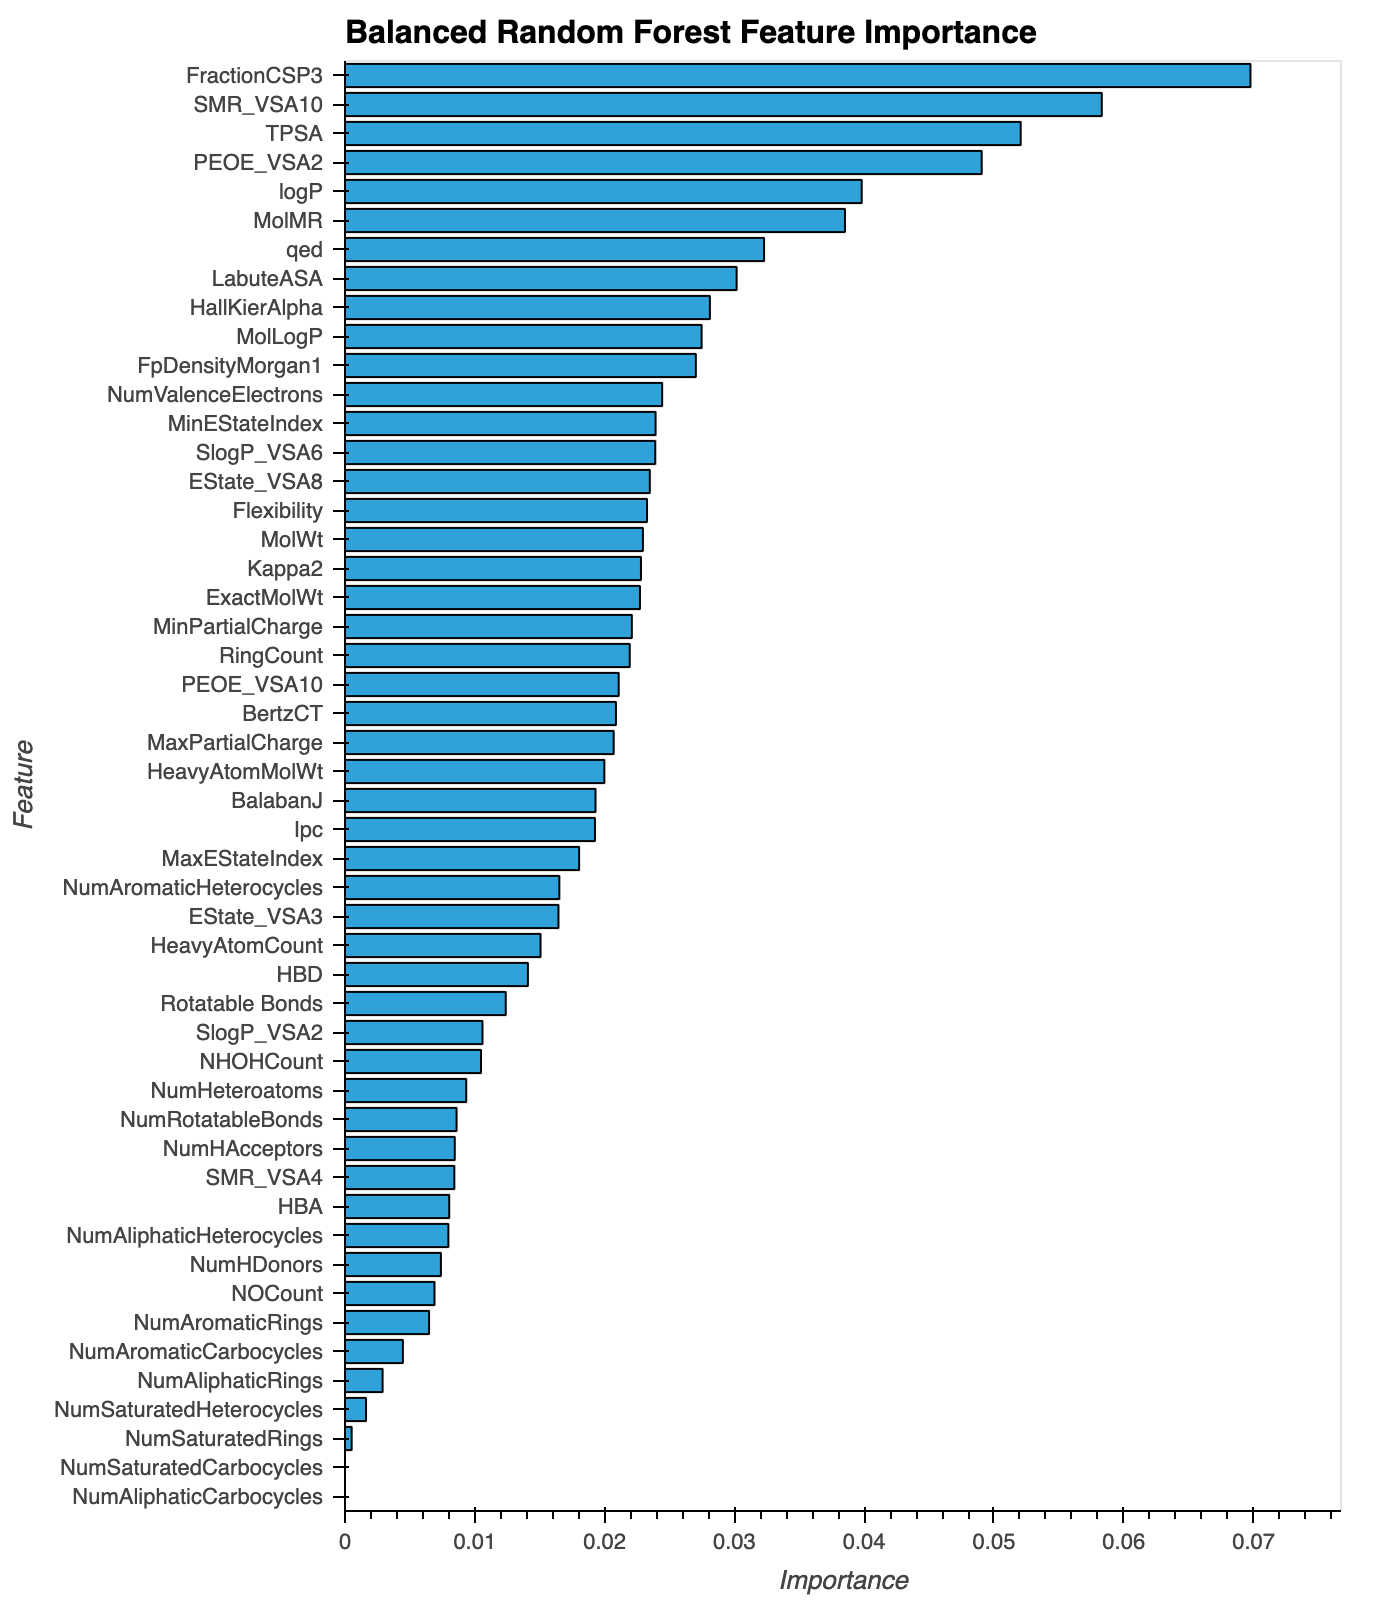 Balanced Random Forest Feature Importance
FractionCSP3
SMR_VSA10
TPSA
PEOE_VSA2
logP
MolMR
qed
LabuteASA
HallKierAlpha
MolLogP
FpDensityMorgan1
NumValenceElectrons
MinEStateIndex
SlogP_VSA6
EState_VSA8
Flexibility
MolWt
Kappa2
ExactMolWt
MinPartialCharge
RingCount
PEOE_VSA10
BertzCT
MaxPartialCharge
HeavyAtomMolWt
BalabanJ
Ipc
MaxEStateIndex
NumAromaticHeterocycles
EState_VSA3
HeavyAtomCount
HBD
Rotatable Bonds
SlogP_VSA2
NHOHCount
NumHeteroatoms
NumRotatableBonds
NumHAcceptors
SMR_VSA4
HBA
NumAliphaticHeterocycles
NumHDonors
NOCount
NumAromaticRings
NumAromaticCarbocycles
NumAliphaticRings
NumSaturatedHeterocycles
NumSaturatedRings
NumSaturatedCarbocycles
NumAliphaticCarbocycles
Feature
0 0.01 0.02 0.03 0.04 0.05 0.06 0.07
Importance